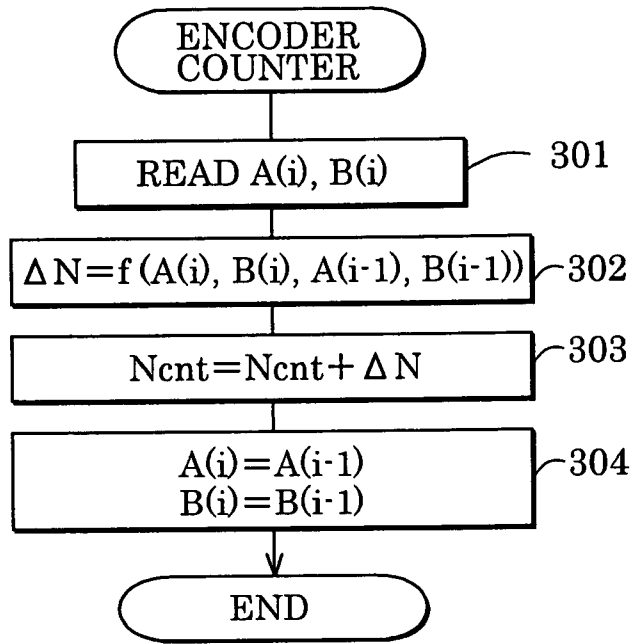 ENCODER
COUNTER
READ A(i), B(i)
301
ΔN=f(A(i), B(i), A(i-1), B(i-1))
302
Ncnt=Ncnt+ΔN
303
A(i)=A(i-1)
B(i)=B(i-1)
304
END